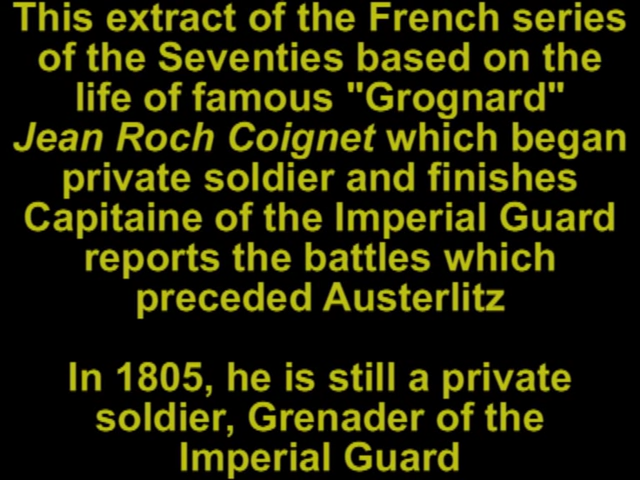 This extract of the French series
of the Seventies based on the
life of famous "Grognard"
Jean Roch Coignet which began
private soldier and finishes
Capitaine of the Imperial Guard
reports the battles which
preceded Austerlitz
In 1805, he is still a private
soldier, Grenader of the
Imperial Guard